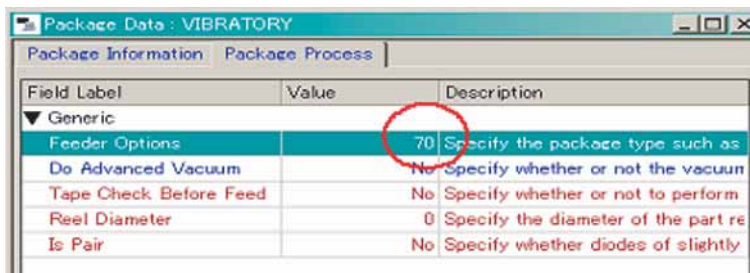 Package Data : VIBRATORY
Package Information Package Process
Field Label Value Description
Generic
Feeder Options 70 Specify the package type such as
Do Advanced Vacuum No Specify whether or not the vacuum
Tape Check Before Feed No Specify whether or not to perform
Reel Diameter 0 Specify the diameter of the part re
Is Pair No Specify whether diodes of slightly